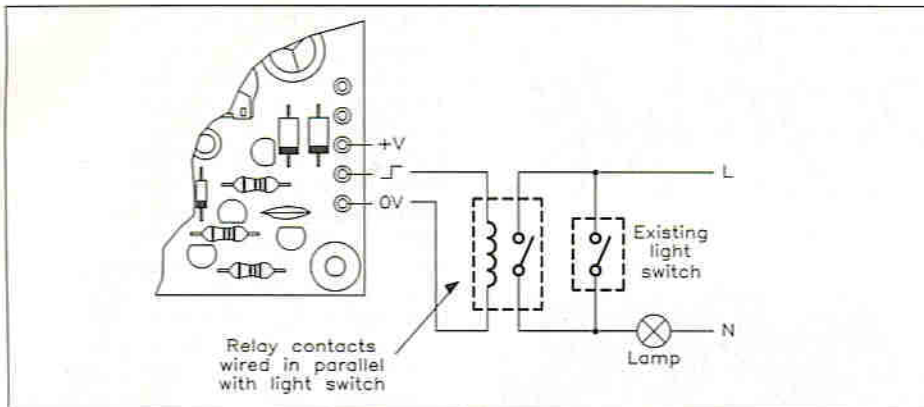 +V
0V
L
Existing
light
switch
N
Lamp
Relay contacts
wired in parallel
with light switch